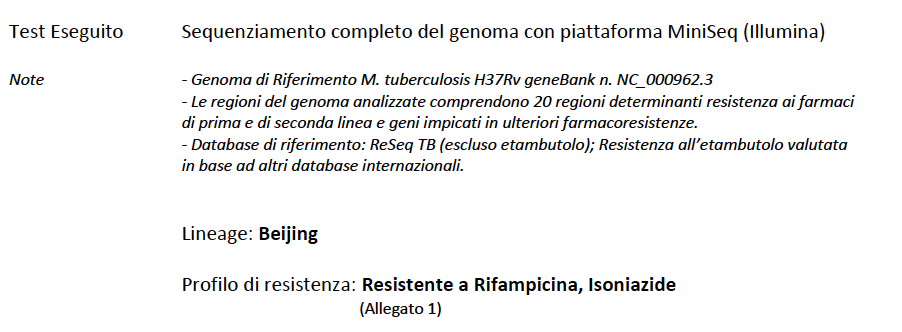 Test Eseguito Sequenziamento completo del genoma con piattaforma MiniSeq (Illumina)
Note - Genoma di Riferimento M. tuberculosis H37Rv geneBank n. NC_000962.3
- Le regioni del genoma analizzate comprendono 20 regioni determinanti resistenza ai farmaci
di prima e di seconda linea e geni impicati in ulteriori farmacoresistenze.
- Database di riferimento: ReSeq TB (escluso etambutolo); Resistenza all'etambutolo valutata
in base ad altri database internazionali.
Lineage: Beijing
Profilo di resistenza: Resistente a Rifampicina, Isoniazide
(Allegato 1)